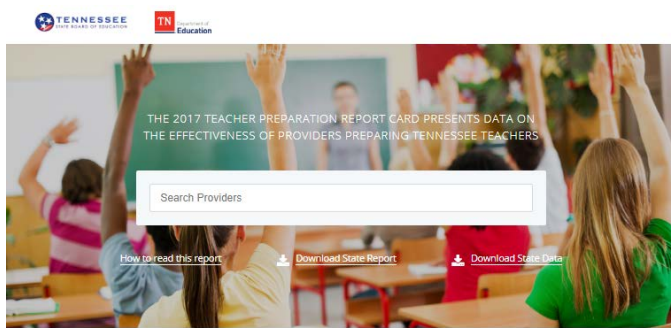 TENNESSEE
STATE BOARD OF EDUCATION
TN
Department of
Education
THE 2017 TEACHER PREPARATION REPORT CARD PRESENTS DATA ON
THE EFFECTIVENESS OF PROVIDERS PREPARING TENNESSEE TEACHERS
Search Providers
How to read this report
Download State Report
Download State Data